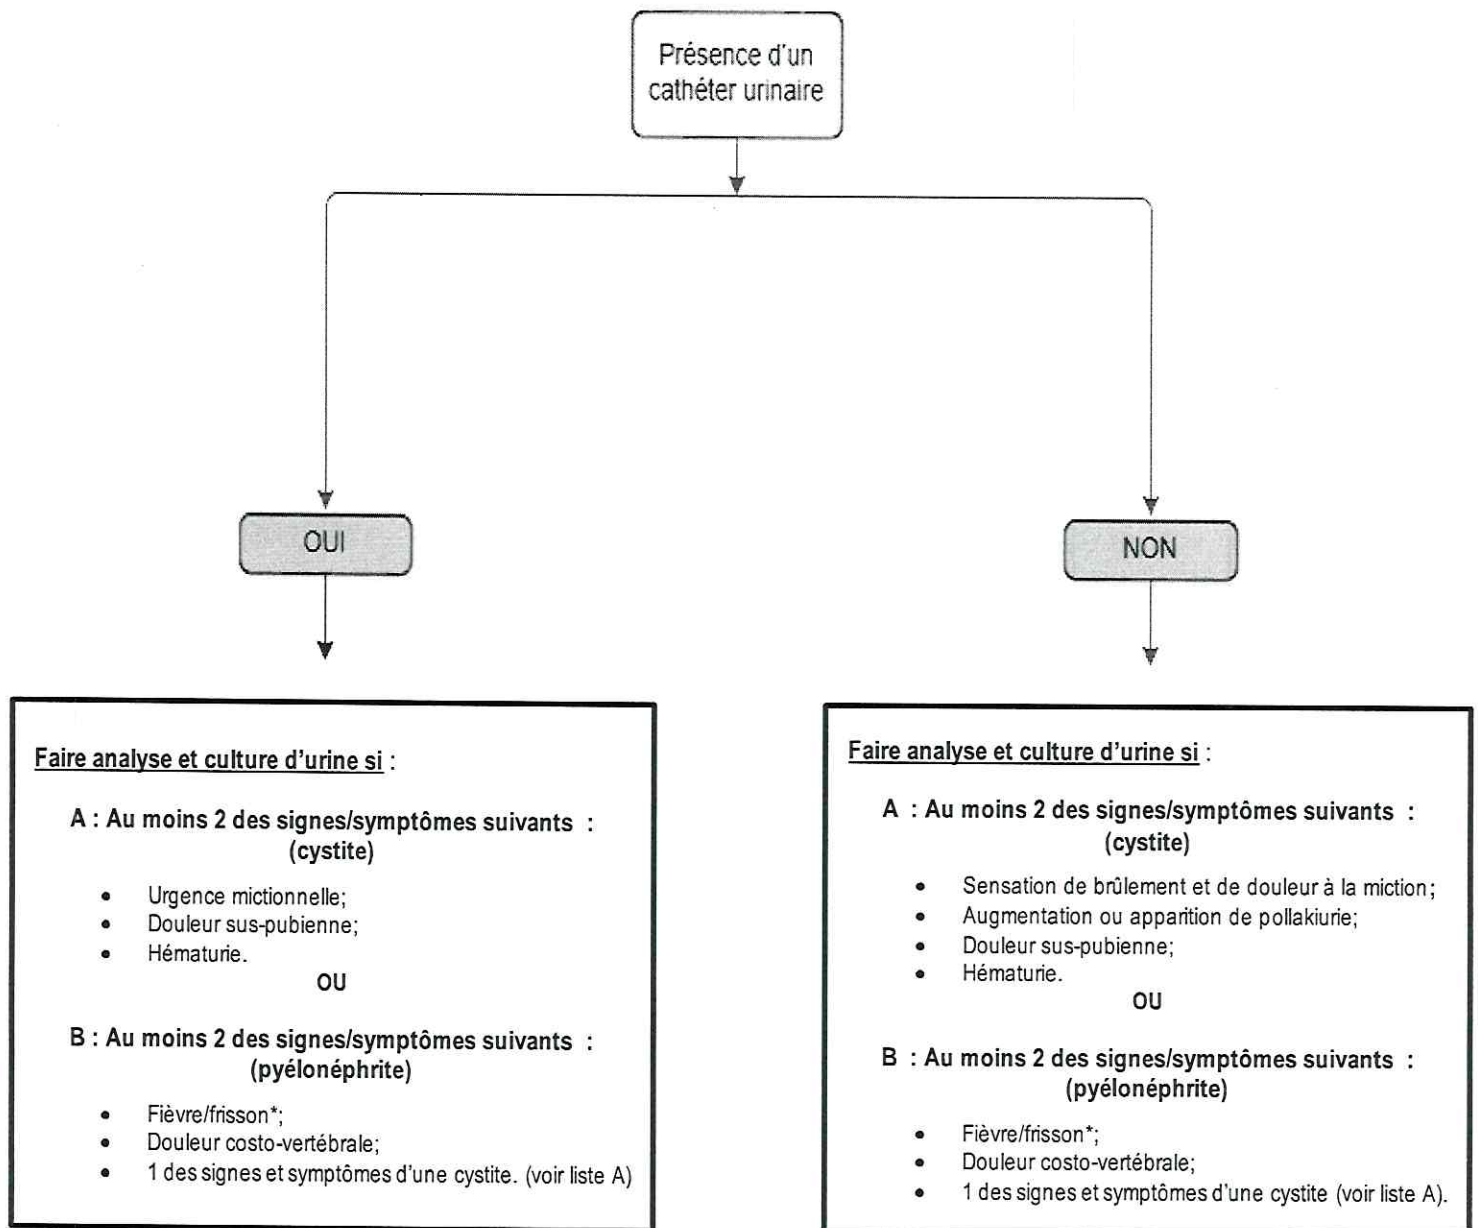 Présence d'un
cathéter urinaire
OUI
NON
Faire analyse et culture d'urine si :
A : Au moins 2 des signes/symptômes suivants :
(cystite)
• Urgence mictionnelle;
• Douleur sus-pubienne;
• Hématurie.
OU
B : Au moins 2 des signes/symptômes suivants :
(pyélonéphrite)
• Fièvre/frisson*;
• Douleur costo-vertébrale;
• 1 des signes et symptômes d'une cystite. (voir liste A)
Faire analyse et culture d'urine si :
A : Au moins 2 des signes/symptômes suivants :
(cystite)
• Sensation de brûlement et de douleur à la miction;
• Augmentation ou apparition de pollakiurie;
• Douleur sus-pubienne;
• Hématurie.
OU
B : Au moins 2 des signes/symptômes suivants :
(pyélonéphrite)
• Fièvre/frisson*;
• Douleur costo-vertébrale;
• 1 des signes et symptômes d'une cystite (voir liste A).